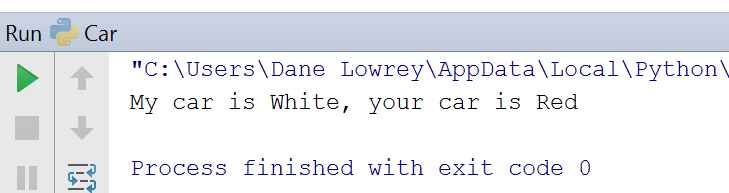 Run Car
"C:\Users\Dane Lowrey\AppData\Local\Python\
My car is White, your car is Red
Process finished with exit code 0